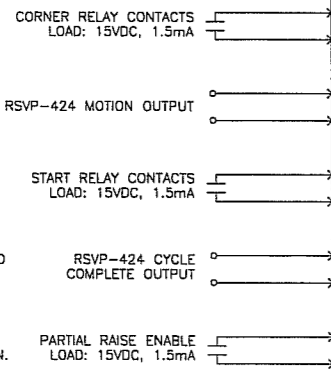 CORNER RELAY CONTACTS
LOAD: 15VDC, 1.5mA
RSVP-424 MOTION OUTPUT
START RELAY CONTACTS
LOAD: 15VDC, 1.5mA
RSVP-424 CYCLE
COMPLETE OUTPUT
PARTIAL RAISE ENABLE
LOAD: 15VDC, 1.5mA